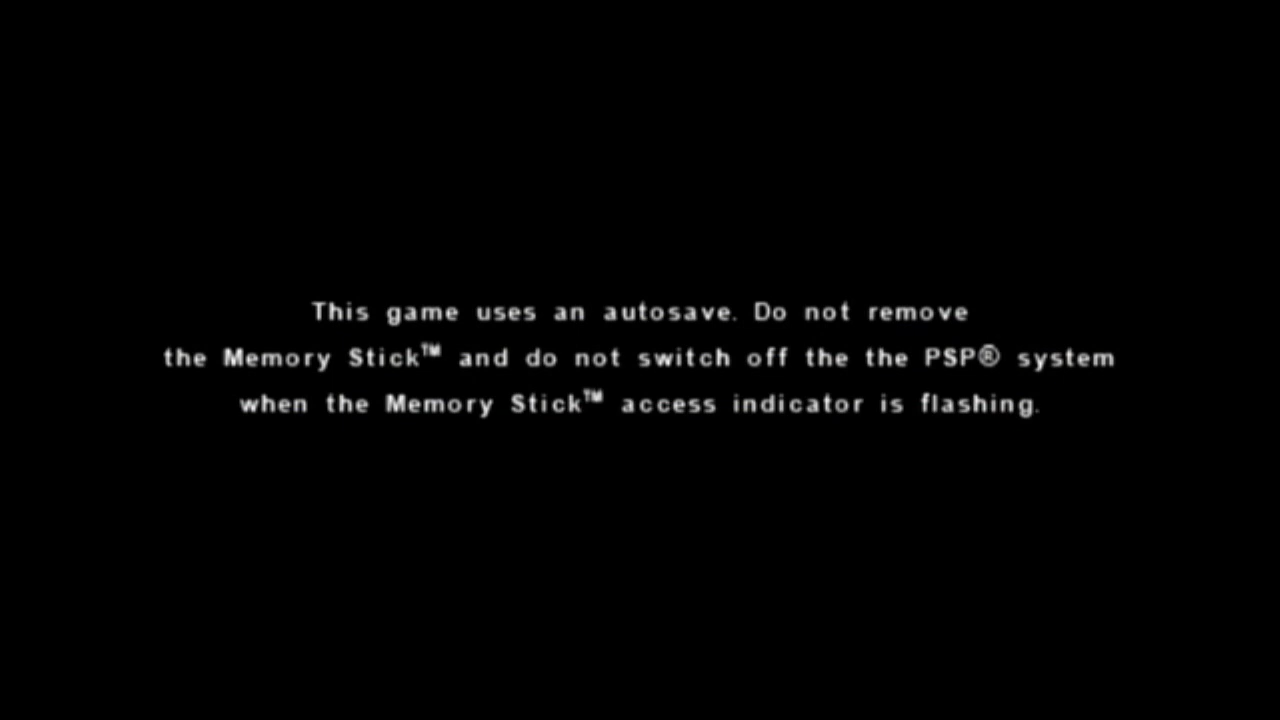 This game uses an autosave. Do not remove
the Memory Stick™ and do not switch off the the PSP® system
when the Memory Stick™ access indicator is flashing.